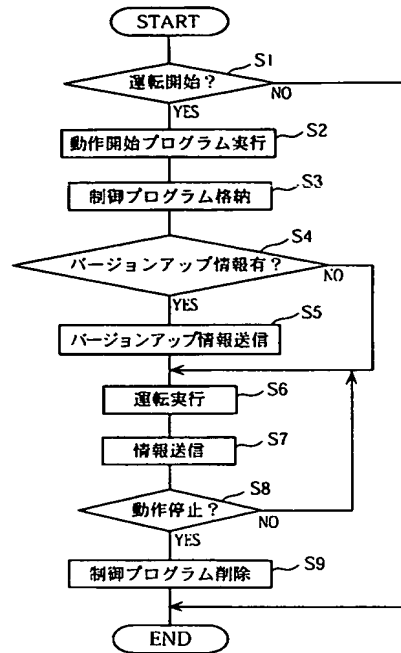 START
S1
運転開始？
NO
YES
S2
動作開始プログラム実行
S3
制御プログラム格納
S4
バージョンアップ情報有？
NO
YES
S5
バージョンアップ情報送信
S6
運転実行
S7
情報送信
S8
動作停止？
NO
YES
S9
制御プログラム削除
END